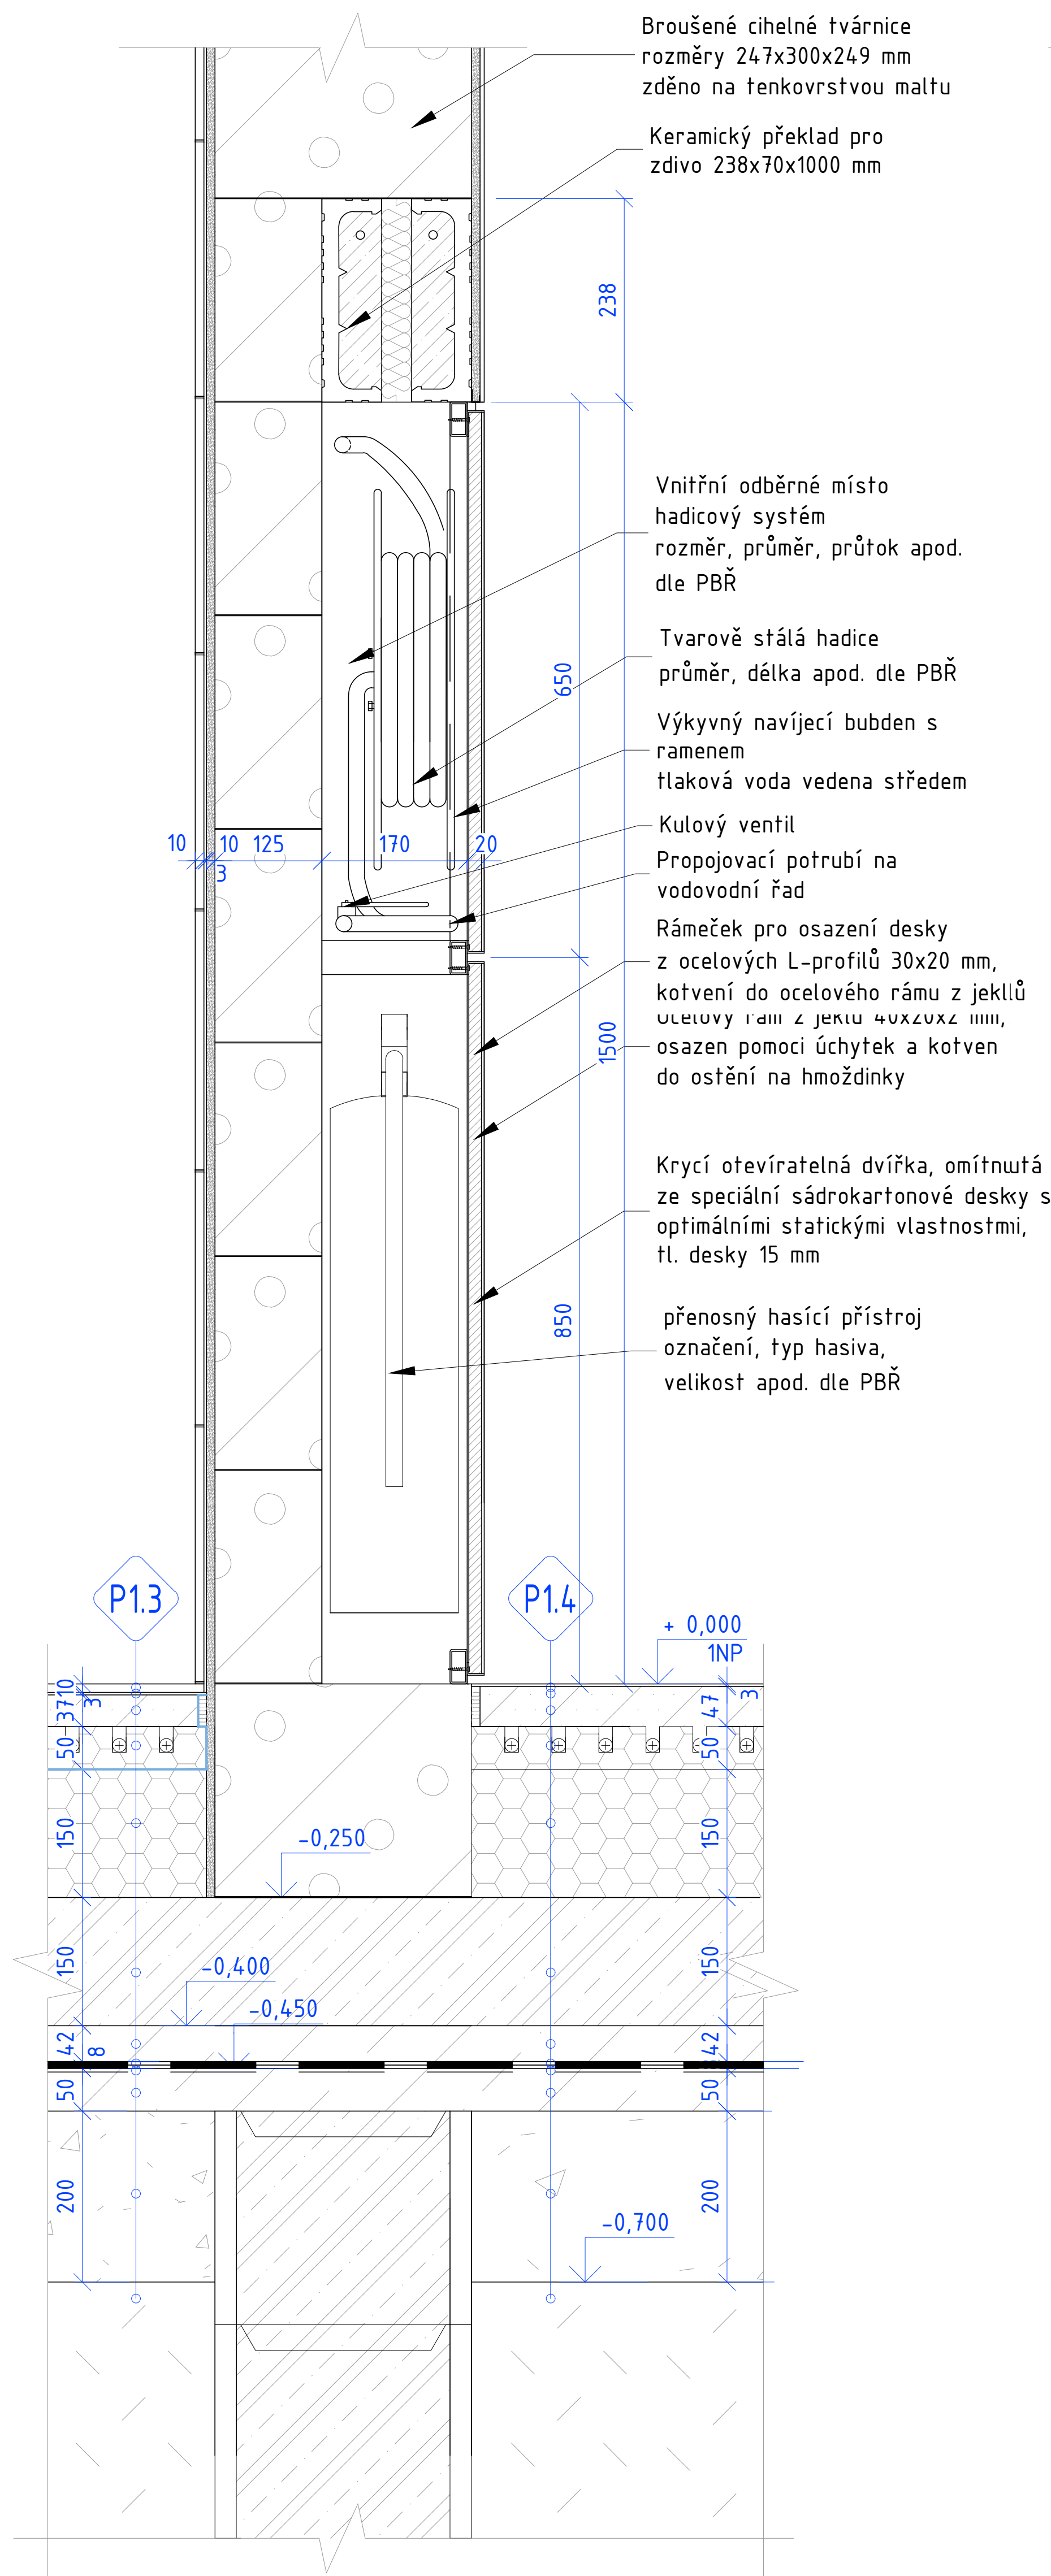 Broušené cihelné tvárnice
rozměry 247x300x249 mm
zděno na tenkovrstvou maltu
Keramický překlad pro
zdivo 238x70x1000 mm
238
Vnitřní odběrné místo
hadicový systém
rozměr, průměr, průtok apod.
dle PBŘ
Tvarově stálá hadice
průměr, délka apod. dle PBŘ
650
Výkyvný navíjecí bubden s
ramenem
tlaková voda vedena středem
Kulový ventil
10
10
125
170
20
3
Propojovací potrubí na
vodovodní řad
Rámeček pro osazení desky
z ocelových L-profilů 30x20 mm,
kotvení do ocelového rámu z jeklů
Ocelový rám z jeklů 40x20x2 mm,
1500
osazen pomoci úchytek a kotven
do ostění na hmoždinky
Krycí otevíratelná dvířka, omítnutá
ze speciální sádrokartonové desky s
optimálními statickými vlastnostmi,
tl. desky 15 mm
850
přenosný hasící přístroj
označení, typ hasiva,
velikost apod. dle PBŘ
P1.3
P1.4
+ 0,000
1NP
10
3
37
47
3
50
50
150
150
-0,250
150
150
-0,400
-0,450
42
8
42
50
50
200
200
-0,700